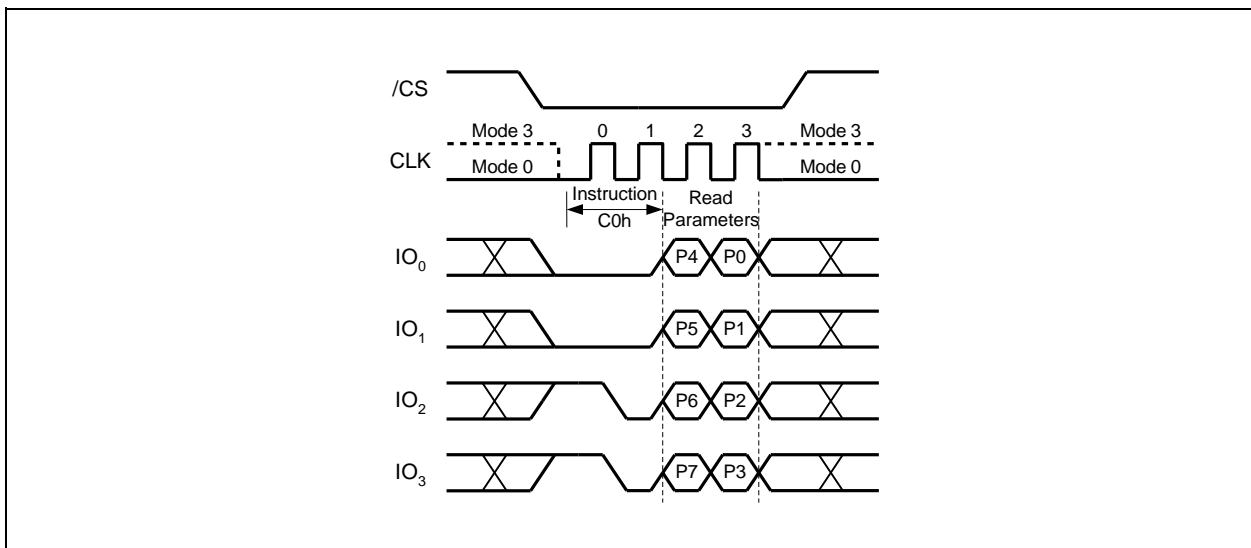 /CS
Mode 3 0 1 2 3 Mode 3
CLK
Mode 0 Mode 0
Instruction Read
C0h Parameters
IO0 P4 P0
IO1 P5 P1
IO2 P6 P2
IO3 P7 P3